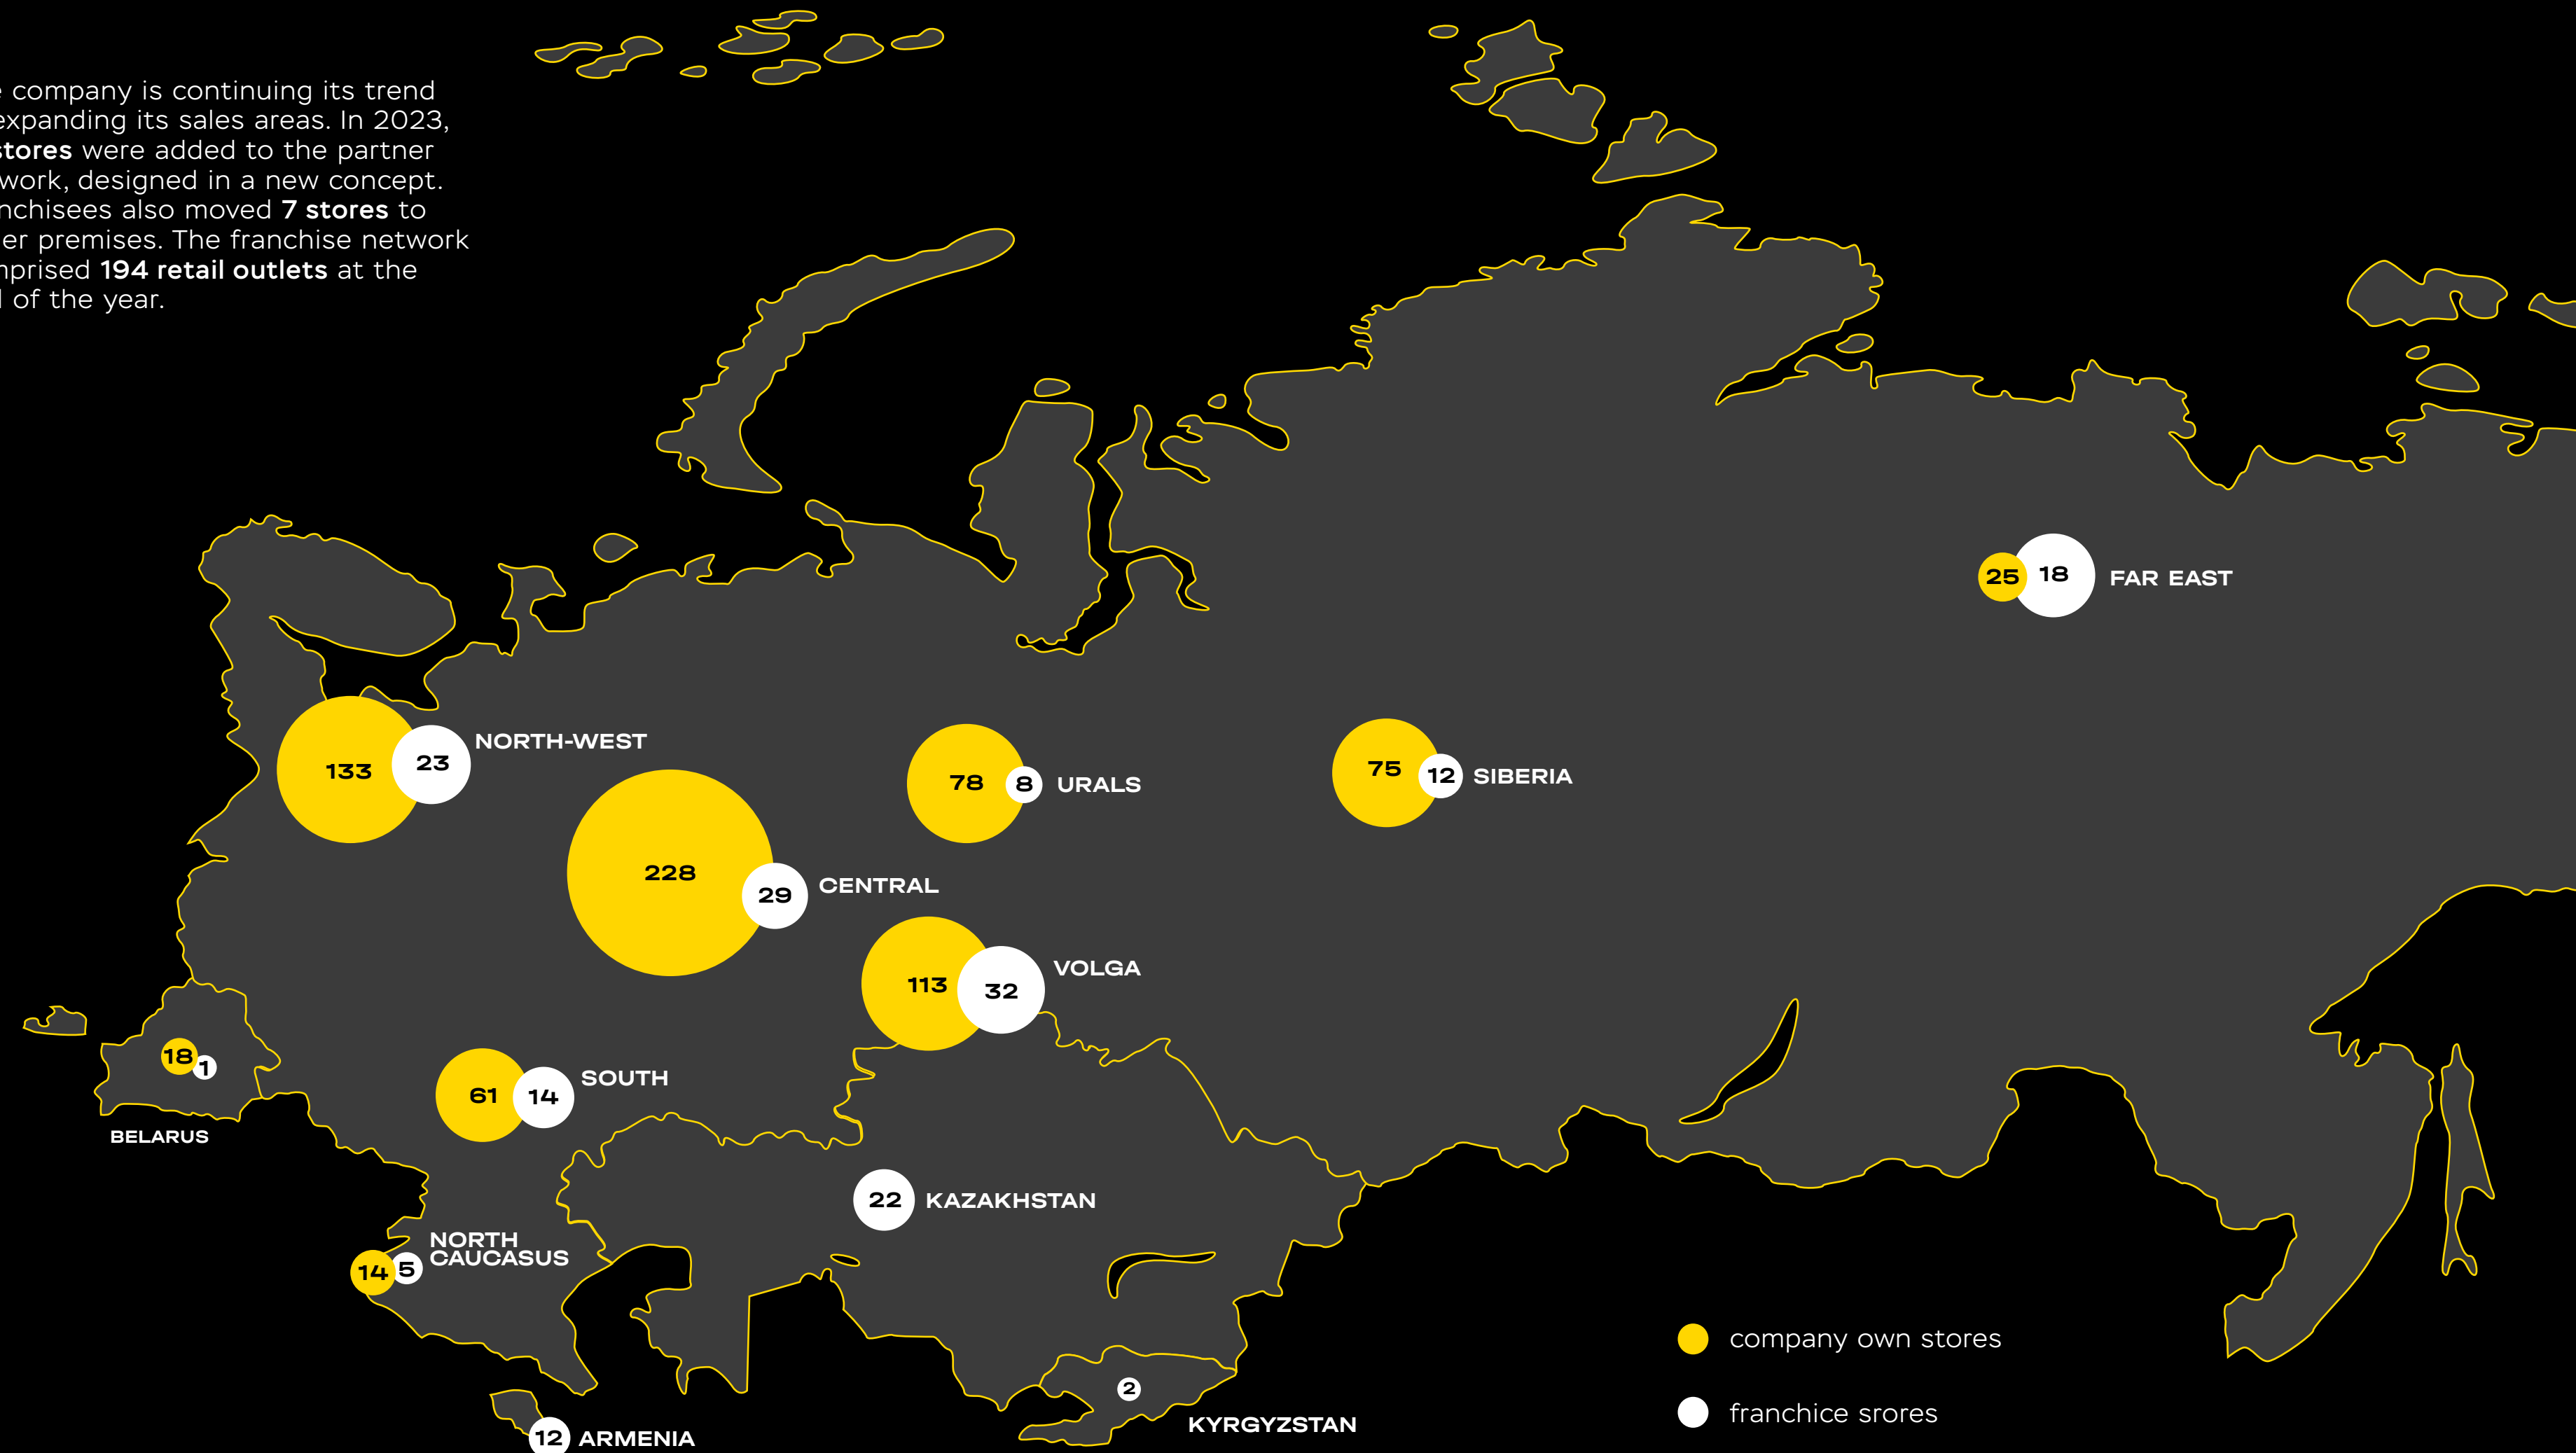 company is continuing its trend
expanding its sales areas. In 2023,
stores were added to the partner
work, designed in a new concept.
nchisees also moved 7 stores to
er premises. The franchise network
prised 194 retail outlets at the
of the year.
25 18 FAR EAST
133 23 NORTH-WEST
78 8 URALS
75 12 SIBERIA
228 29 CENTRAL
113 32 VOLGA
18 1
BELARUS
61 14 SOUTH
22 KAZAKHSTAN
14 5 NORTH
CAUCASUS
2
KYRGYZSTAN
12 ARMENIA
company own stores
franchice srores